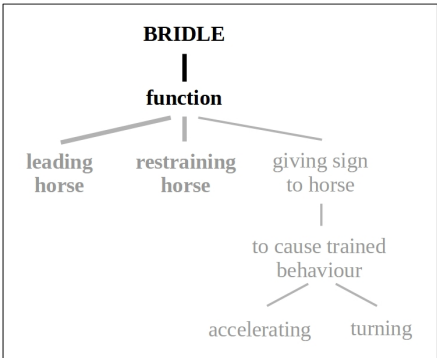 BRIDLE
function
leading
horse
restraining
horse
giving sign
to horse
to cause trained
behaviour
accelerating
turning